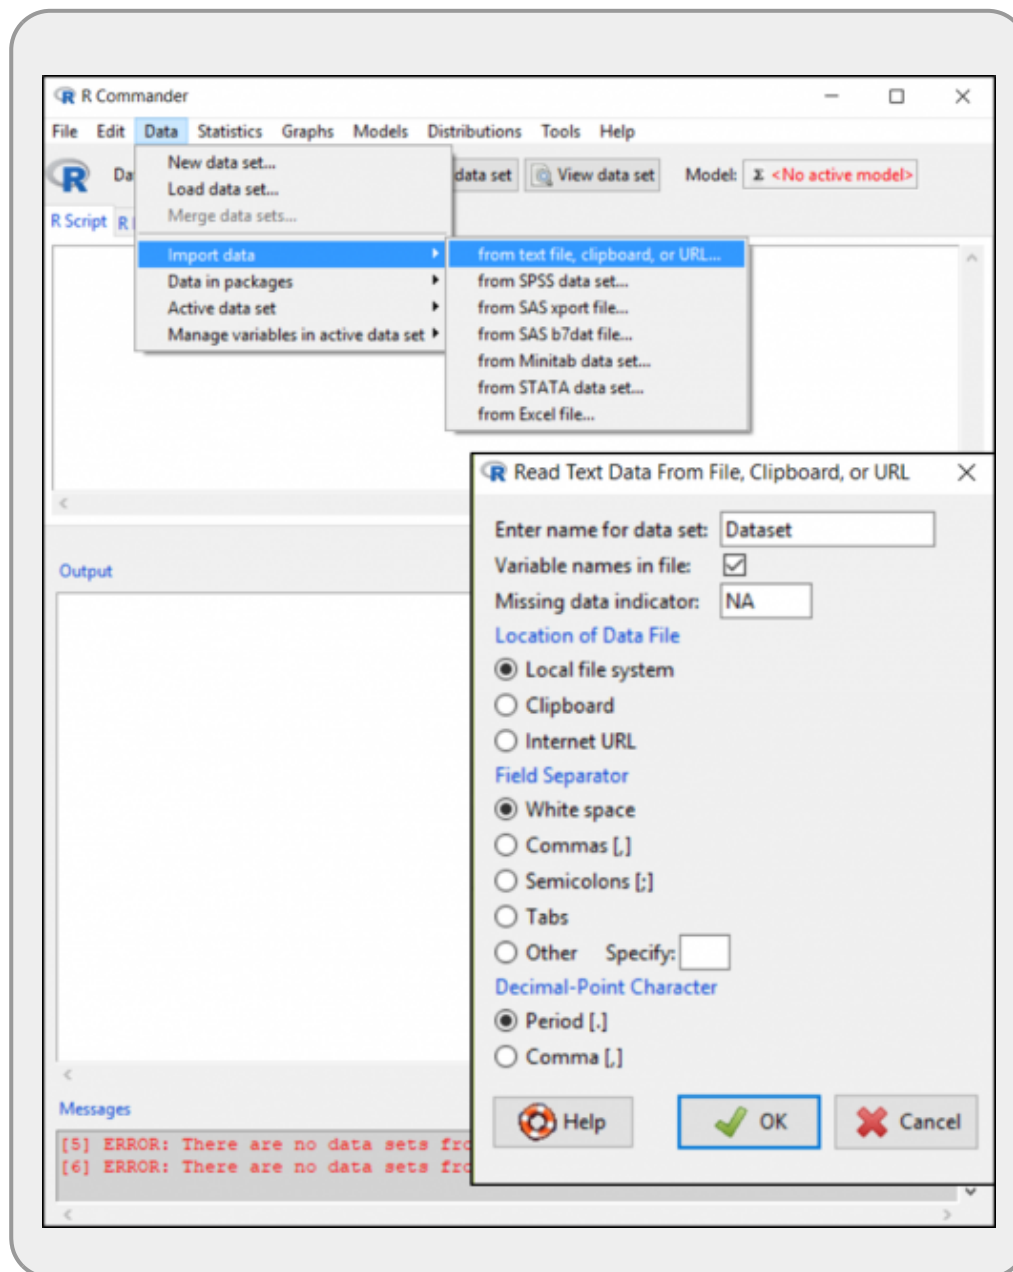 R Commander
File Edit Data Statistics Graphs Models Distributions Tools Help
New data set...
Load data set...
Merge data sets...
Import data
Data in packages
Active data set
Manage variables in active data set
Da
data set View data set Model: Σ <No active model>
R Script R
from text file, clipboard, or URL...
from SPSS data set...
from SAS xport file...
from SAS b7dat file...
from Minitab data set...
from STATA data set...
from Excel file...
Read Text Data From File, Clipboard, or URL
Enter name for data set: Dataset
Variable names in file:
Missing data indicator: NA
Location of Data File
Local file system
Clipboard
Internet URL
Field Separator
White space
Commas [,]
Semicolons [;]
Tabs
Other Specify:
Decimal-Point Character
Period [.]
Comma [,]
Help OK Cancel
Output
Messages
[5] ERROR: There are no data sets fro
[6] ERROR: There are no data sets fro